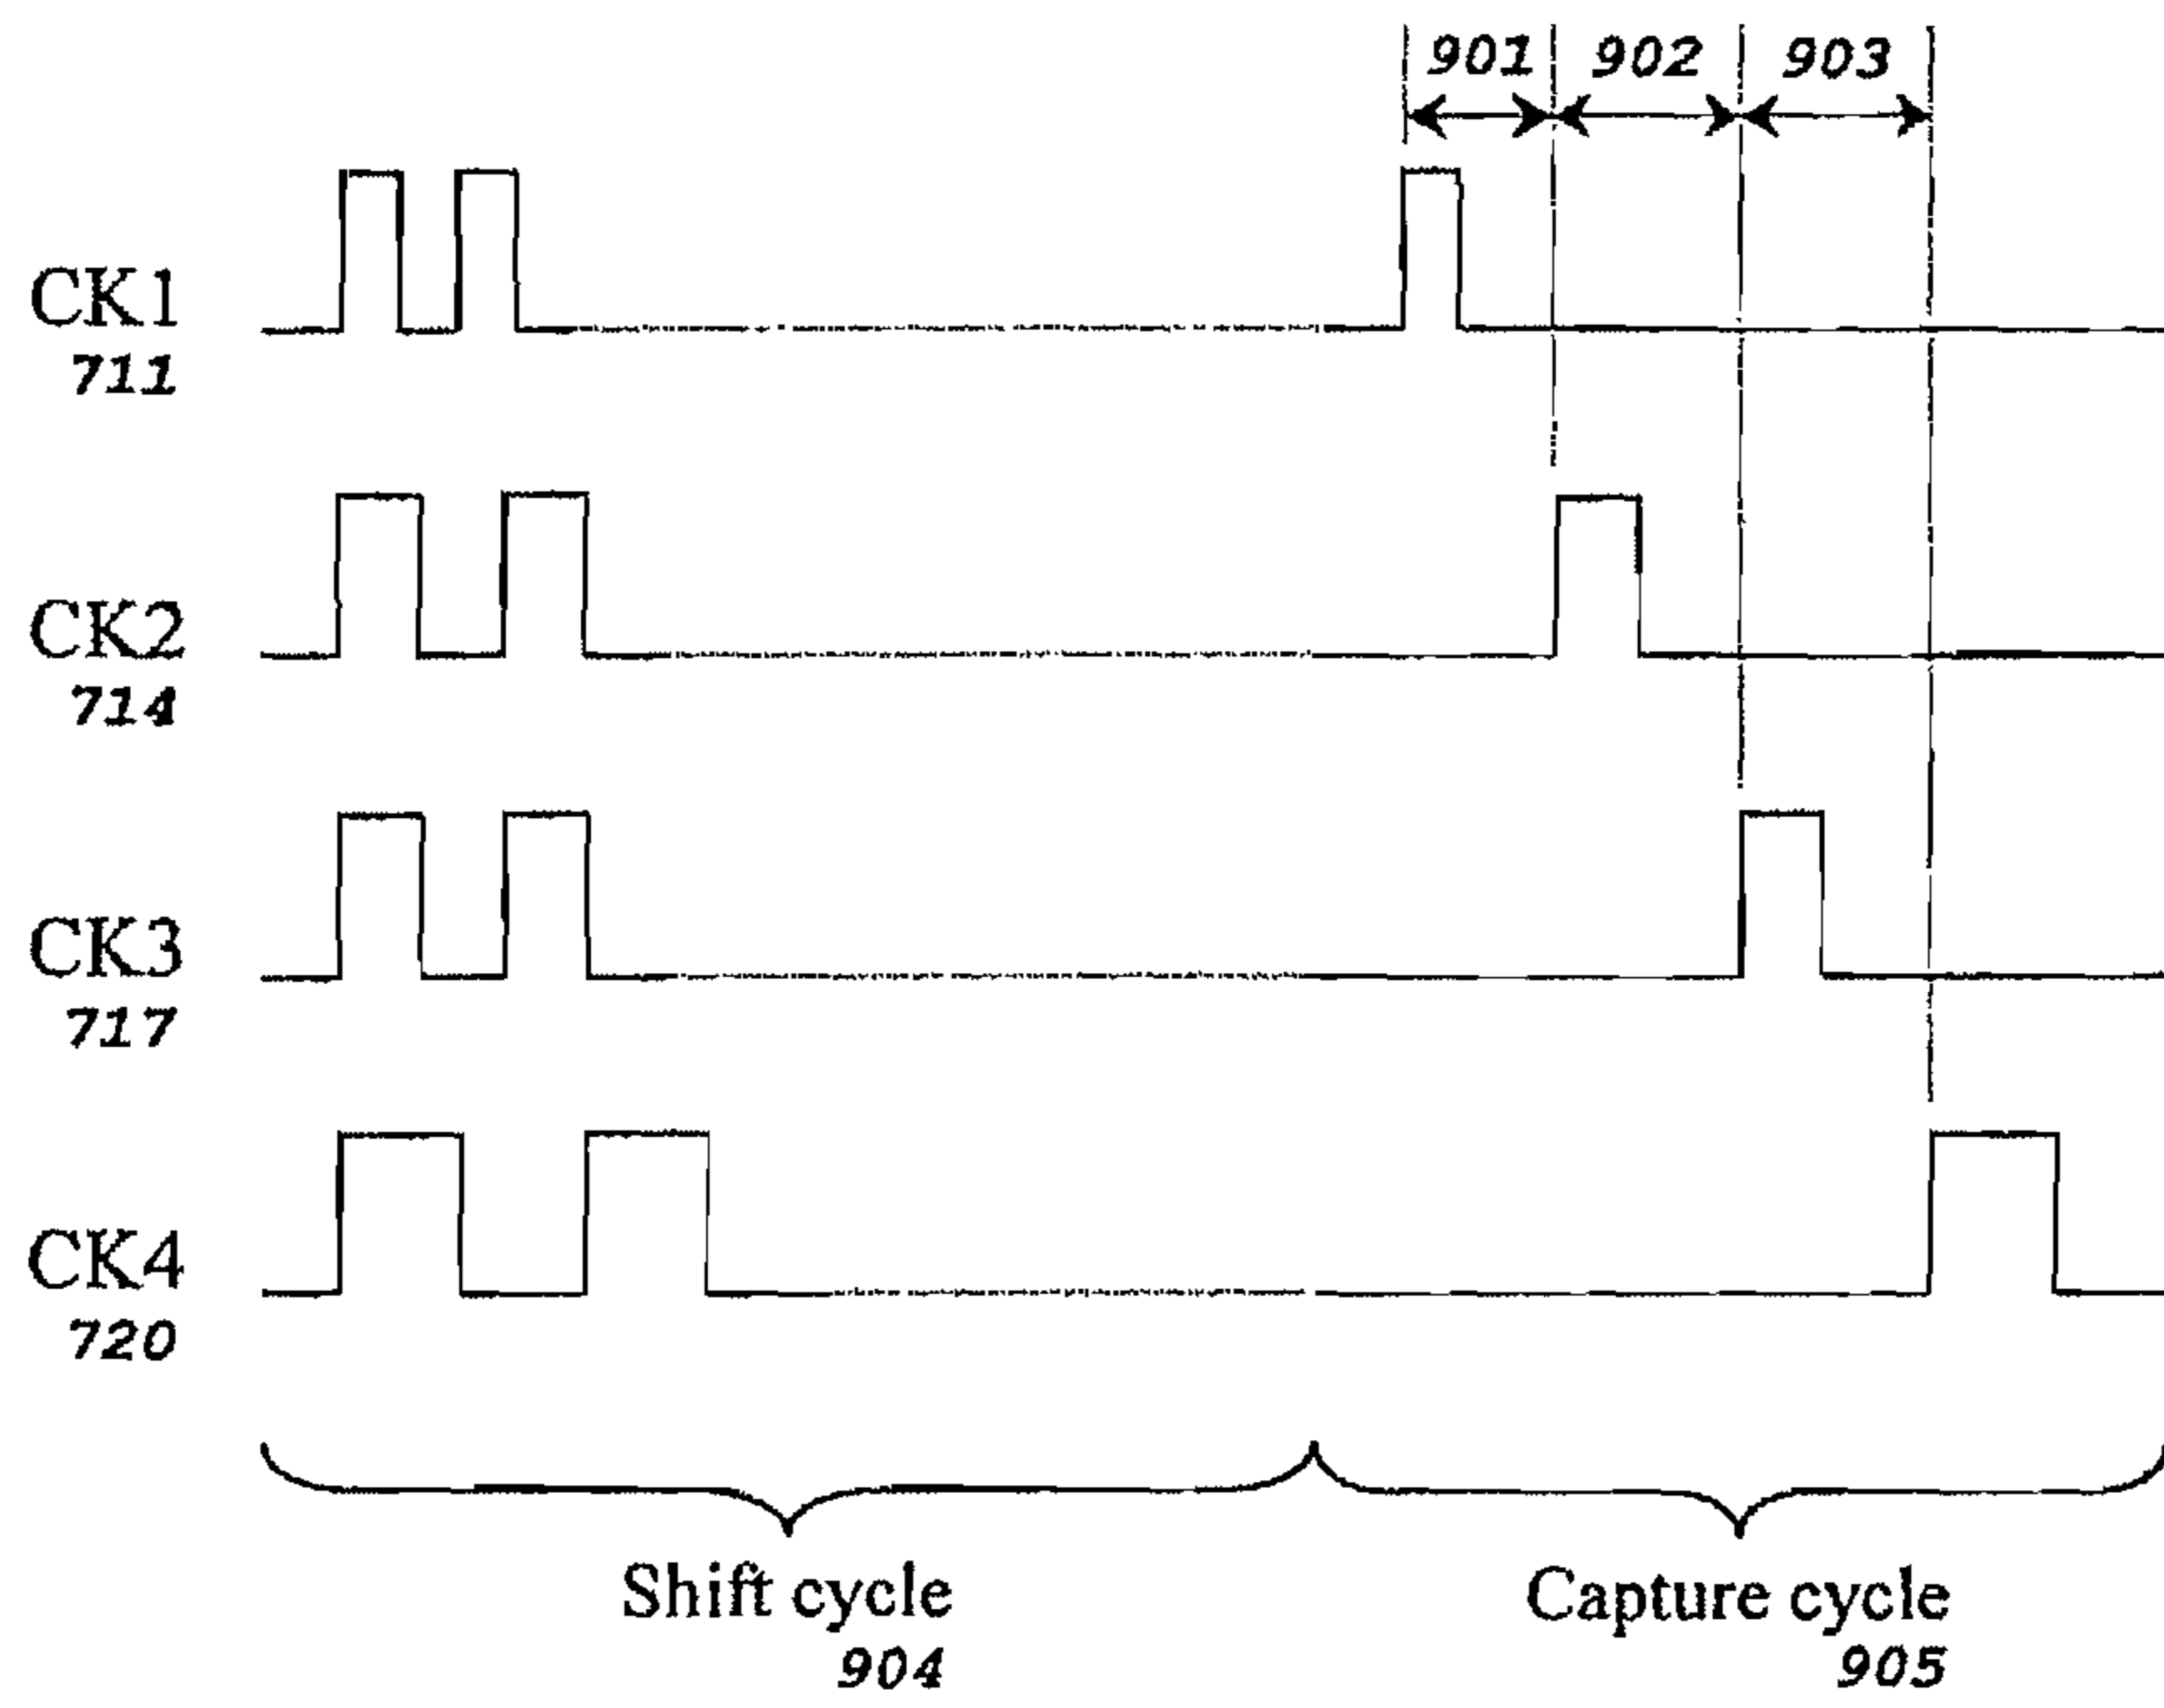 901 902 903
CK1
711
CK2
714
CK3
717
CK4
720
Shift cycle
904
Capture cycle
905